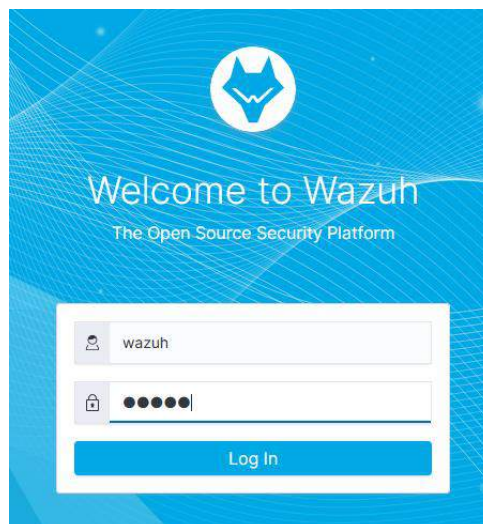 Welcome to Wazuh
The Open Source Security Platform
wazuh
●●●●●
Log In